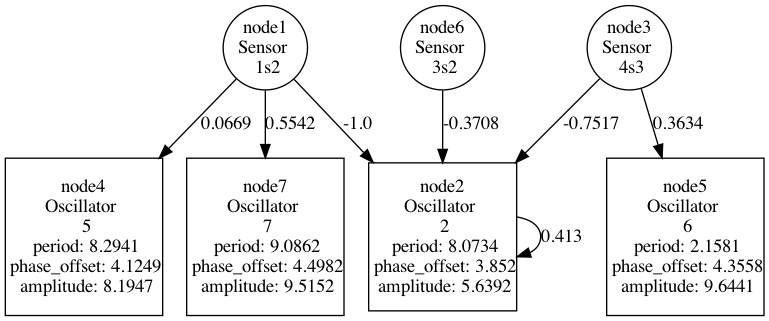 node1
Sensor
1s2
node6
Sensor
3s2
node3
Sensor
4s3
0.0669
0.5542
-1.0
-0.3708
-0.7517
0.3634
node4
Oscillator
5
period: 8.2941
phase_offset: 4.1249
amplitude: 8.1947
node7
Oscillator
7
period: 9.0862
phase_offset: 4.4982
amplitude: 9.5152
node2
Oscillator
2
period: 8.0734
phase_offset: 3.852
amplitude: 5.6392
0.413
node5
Oscillator
6
period: 2.1581
phase_offset: 4.3558
amplitude: 9.6441